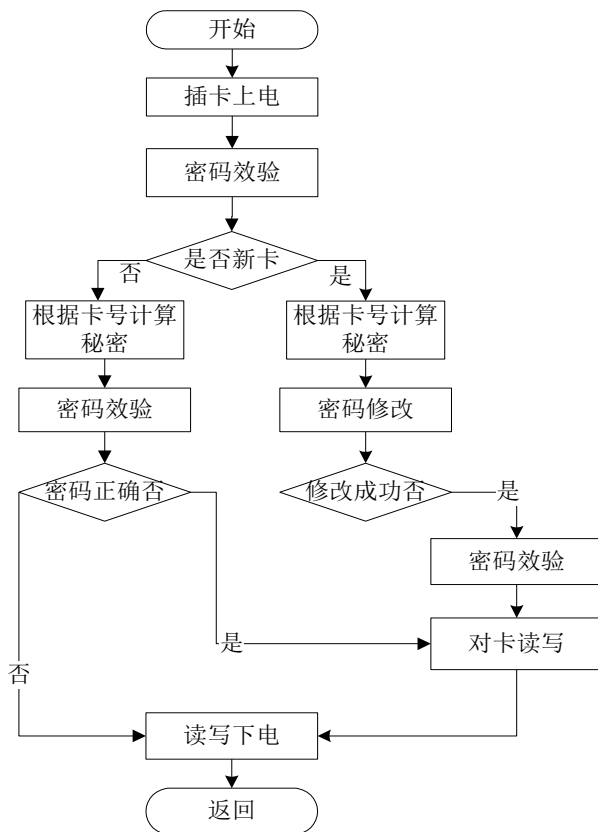 开始
插卡上电
密码效验
是否新卡
否
是
根据卡号计算
秘密
根据卡号计算
秘密
密码效验
密码修改
密码正确否
修改成功否
是
密码效验
对卡读写
是
否
读写下电
返回